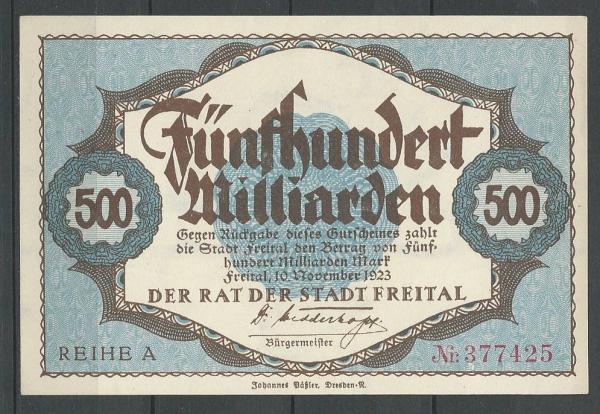 Fünfhundert
Milliarden
500
500
Gegen Rückgabe dieses Gutscheines zahlt
die Stadt Freital den Betrag von Fünf-
hundert Milliarden Mark
Freital, 10. November 1923
DER RAT DER STADT FREITAL
Bürgermeister
REIHE A
№: 377425
Johannes Päßler, Dresden-N.